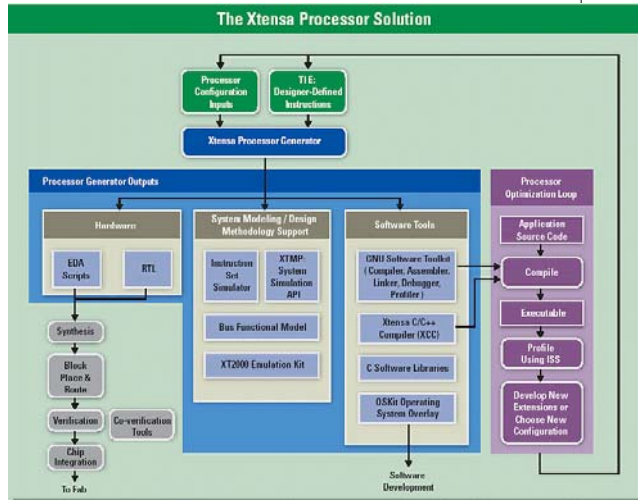 The Xtensa Processor Solution
Processor
Configuration
Inputs
TIE:
Designer-Defined
Instructions
Xtensa Processor Generator
Processor Generator Outputs
Hardware
EDA
Scripts
RTL
Synthesis
Block
Place &
Route
Verification
Co-verification
Tools
Chip
Integration
To Fab
System Modeling / Design
Methodology Support
Instruction
Set
Simulator
XTMP:
System
Simulation
API
Bus Functional Model
XT2000 Emulation Kit
Software Tools
GNU Software Toolkit
( Compiler, Assembler,
Linker, Debugger,
Profiler )
Xtensa C/C++
Compiler (XCC)
C Software Libraries
OSKit Operating
System Overlay
Software
Development
Processor
Optimization Loop
Application
Source Code
Compile
Executable
Profile
Using ISS
Develop New
Extensions or
Choose New
Configuration